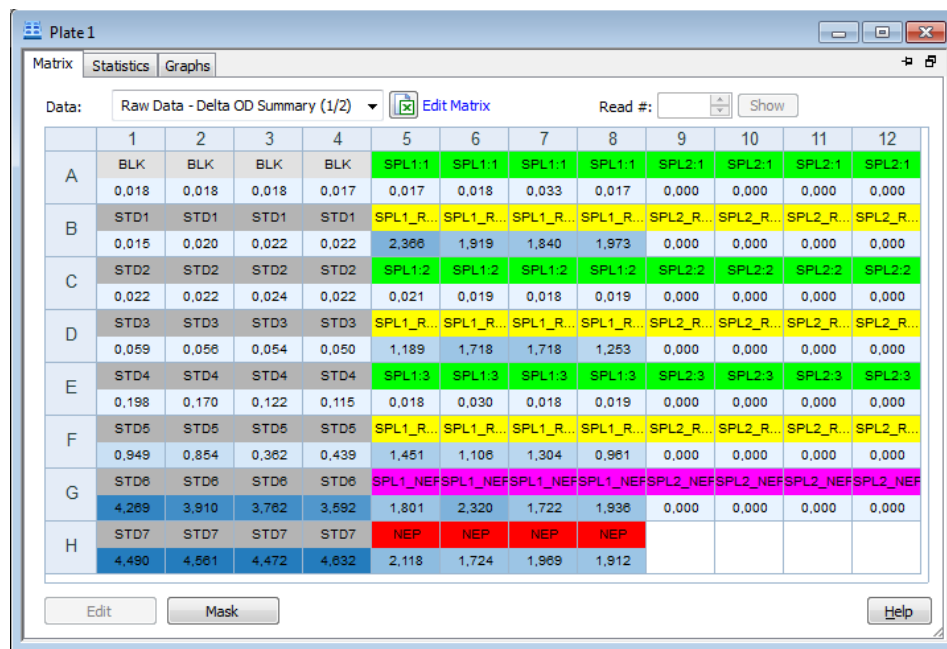 Plate 1
Matrix Statistics Graphs
Data: Raw Data - Delta OD Summary (1/2) Edit Matrix Read #: Show
1 2 3 4 5 6 7 8 9 10 11 12
BLK BLK BLK BLK SPL1:1 SPL1:1 SPL1:1 SPL1:1 SPL2:1 SPL2:1 SPL2:1 SPL2:1
A
0,018 0,018 0,018 0,017 0,017 0,018 0,033 0,017 0,000 0,000 0,000 0,000
STD1 STD1 STD1 STD1 SPL1_R... SPL1_R... SPL1_R... SPL1_R... SPL2_R... SPL2_R... SPL2_R... SPL2_R...
B
0,015 0,020 0,022 0,022 2,366 1,919 1,840 1,973 0,000 0,000 0,000 0,000
STD2 STD2 STD2 STD2 SPL1:2 SPL1:2 SPL1:2 SPL1:2 SPL2:2 SPL2:2 SPL2:2 SPL2:2
C
0,022 0,022 0,024 0,022 0,021 0,019 0,018 0,019 0,000 0,000 0,000 0,000
STD3 STD3 STD3 STD3 SPL1_R... SPL1_R... SPL1_R... SPL1_R... SPL2_R... SPL2_R... SPL2_R... SPL2_R...
D
0,059 0,056 0,054 0,050 1,189 1,718 1,718 1,253 0,000 0,000 0,000 0,000
STD4 STD4 STD4 STD4 SPL1:3 SPL1:3 SPL1:3 SPL1:3 SPL2:3 SPL2:3 SPL2:3 SPL2:3
E
0,198 0,170 0,122 0,115 0,018 0,030 0,018 0,019 0,000 0,000 0,000 0,000
STD5 STD5 STD5 STD5 SPL1_R... SPL1_R... SPL1_R... SPL1_R... SPL2_R... SPL2_R... SPL2_R... SPL2_R...
F
0,949 0,854 0,362 0,439 1,451 1,106 1,304 0,961 0,000 0,000 0,000 0,000
STD6 STD6 STD6 STD6 SPL1_NEP SPL1_NEP SPL1_NEP SPL1_NEP SPL2_NEP SPL2_NEP SPL2_NEP SPL2_NEP
G
4,269 3,910 3,762 3,592 1,801 2,320 1,722 1,936 0,000 0,000 0,000 0,000
STD7 STD7 STD7 STD7 NEP NEP NEP NEP
H
4,490 4,561 4,472 4,632 2,118 1,724 1,969 1,912
Edit Mask Help